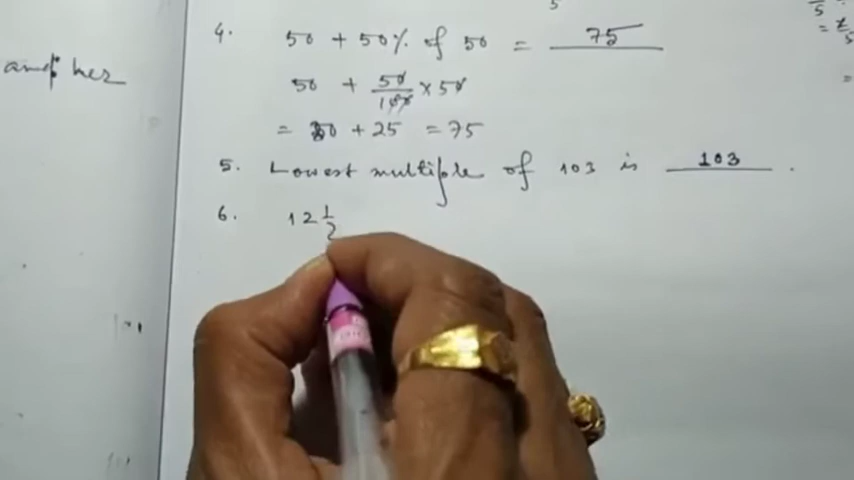 and her
4. 50 + 50% of 50 = 75
50 + 50/100 × 50
= 50 + 25 = 75
5. Lowest multiple of 103 is 103.
6. 12 1/2